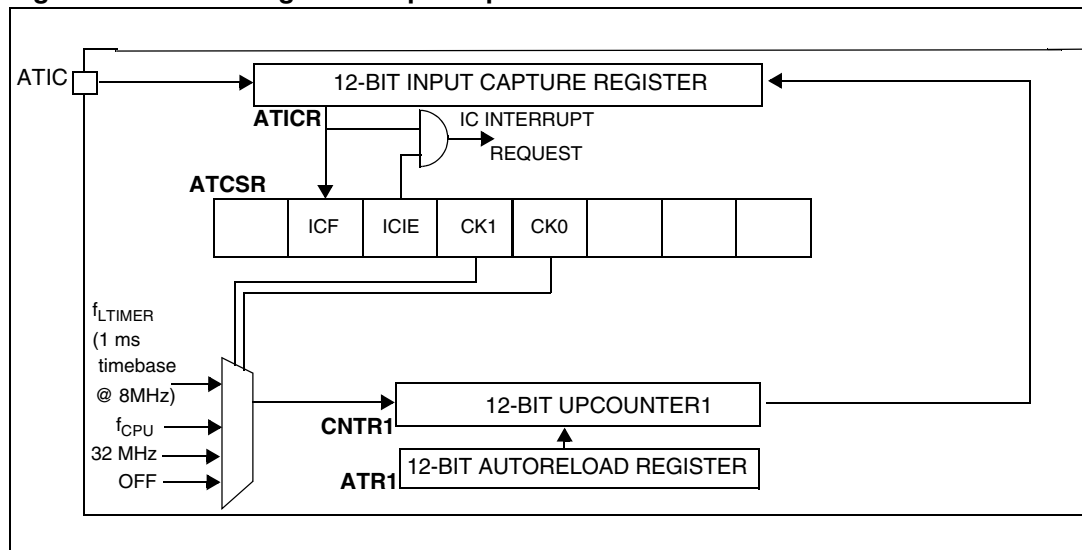 ATIC
12-BIT INPUT CAPTURE REGISTER
ATICR
IC INTERRUPT
REQUEST
ATCSR
ICF ICIE CK1 CK0
fLTIMER
(1 ms
timebase
@ 8MHz)
fCPU
32 MHz
OFF
12-BIT UPCOUNTER1
CNTR1
12-BIT AUTORELOAD REGISTER
ATR1